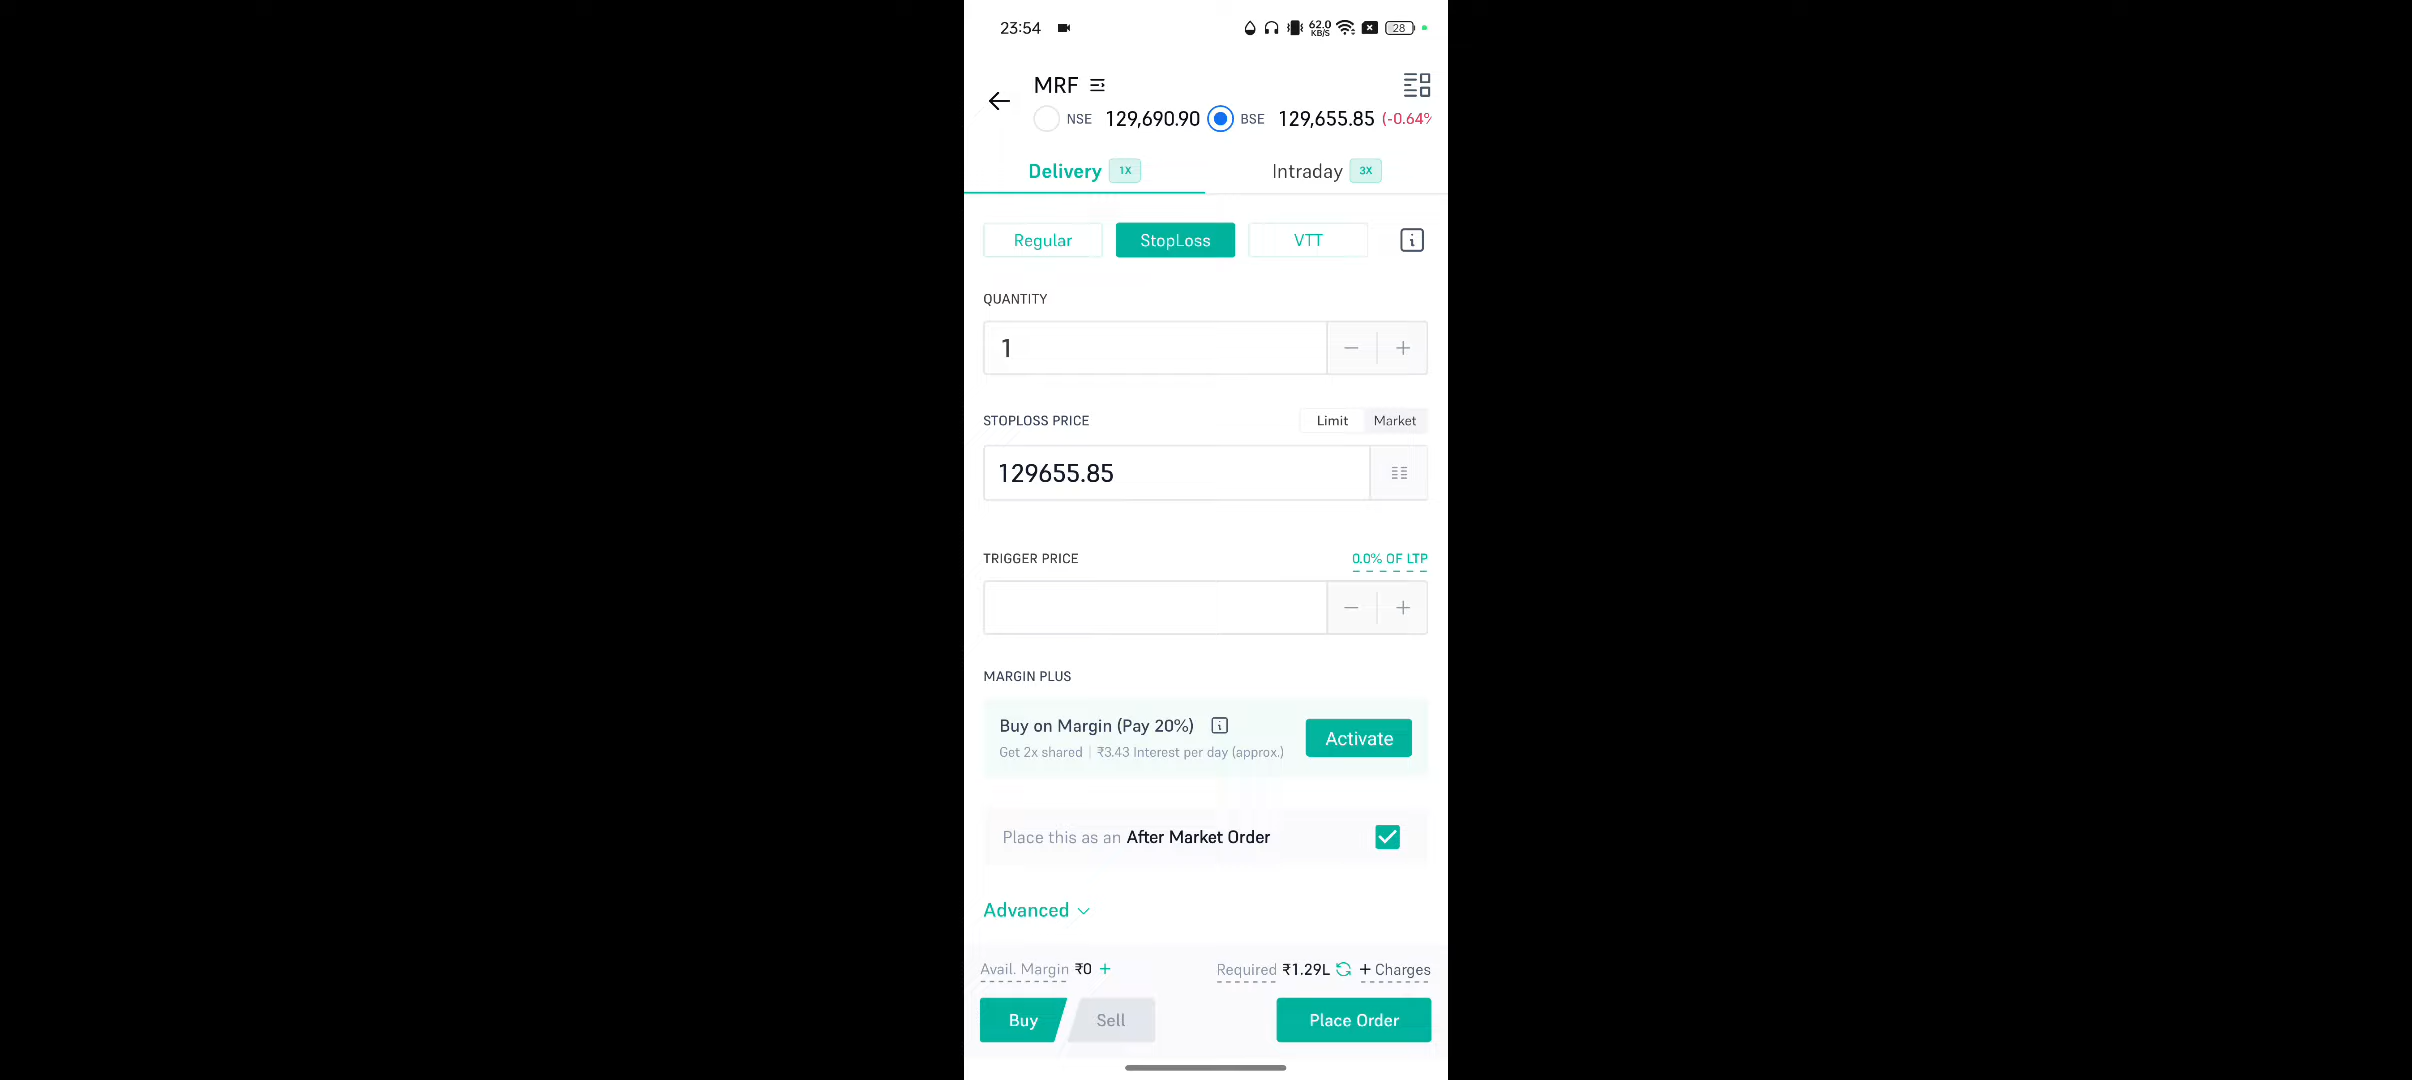 23:54 62.0 KB/S 28
MRF
NSE 129,690.90 BSE 129,655.85 (-0.64%
Delivery 1X Intraday 3X
Regular StopLoss VTT
QUANTITY
1
STOPLOSS PRICE Limit Market
129655.85
TRIGGER PRICE 0.0% OF LTP
MARGIN PLUS
Buy on Margin (Pay 20%)
Get 2x shared | ₹3.43 Interest per day (approx.) Activate
Place this as an After Market Order
Advanced
Avail. Margin ₹0 + Required ₹1.29L + Charges
Buy Sell Place Order